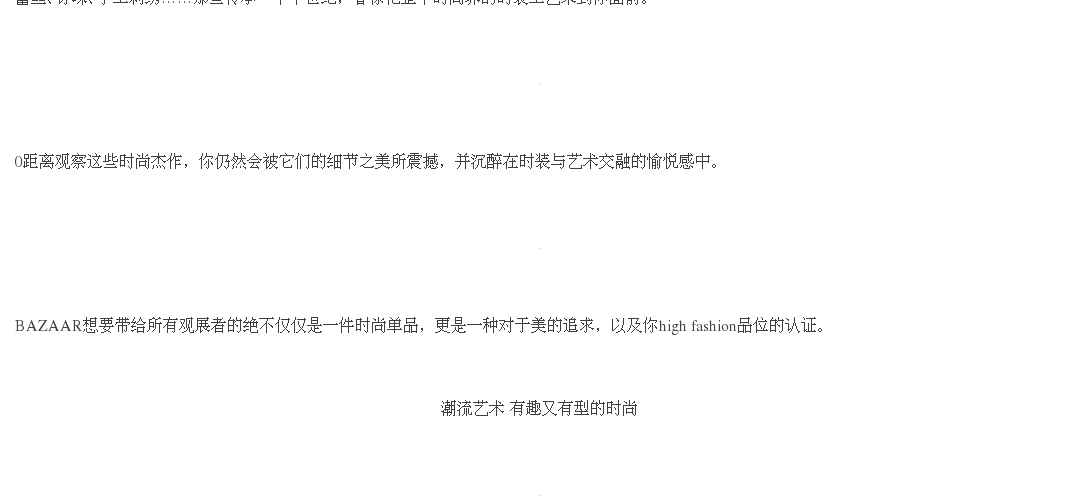 0距离观察这些时尚杰作，你仍然会被它们的细节之美所震撼，并沉醉在时装与艺术交融的愉悦感中。
BAZAAR想要带给所有观展者的绝不仅仅是一件时尚单品，更是一种对于美的追求，以及你high fashion品位的认证。
潮流艺术 有趣又有型的时尚